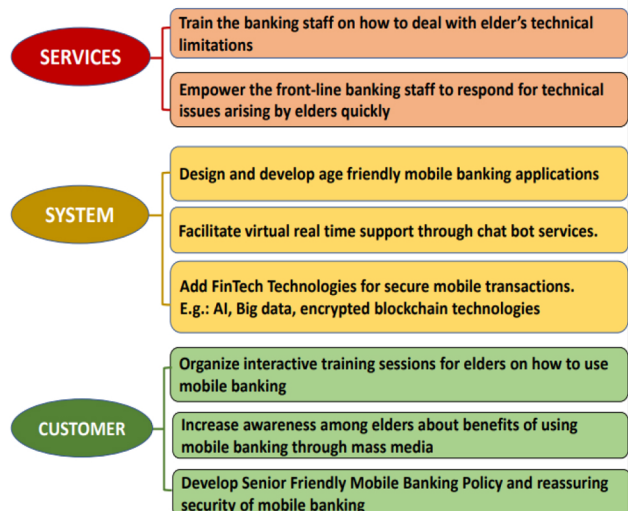 SERVICES
Train the banking staff on how to deal with elder's technical
limitations
Empower the front-line banking staff to respond for technical
issues arising by elders quickly
SYSTEM
Design and develop age friendly mobile banking applications
Facilitate virtual real time support through chat bot services.
Add FinTech Technologies for secure mobile transactions.
E.g.: AI, Big data, encrypted blockchain technologies
CUSTOMER
Organize interactive training sessions for elders on how to use
mobile banking
Increase awareness among elders about benefits of using
mobile banking through mass media
Develop Senior Friendly Mobile Banking Policy and reassuring
security of mobile banking